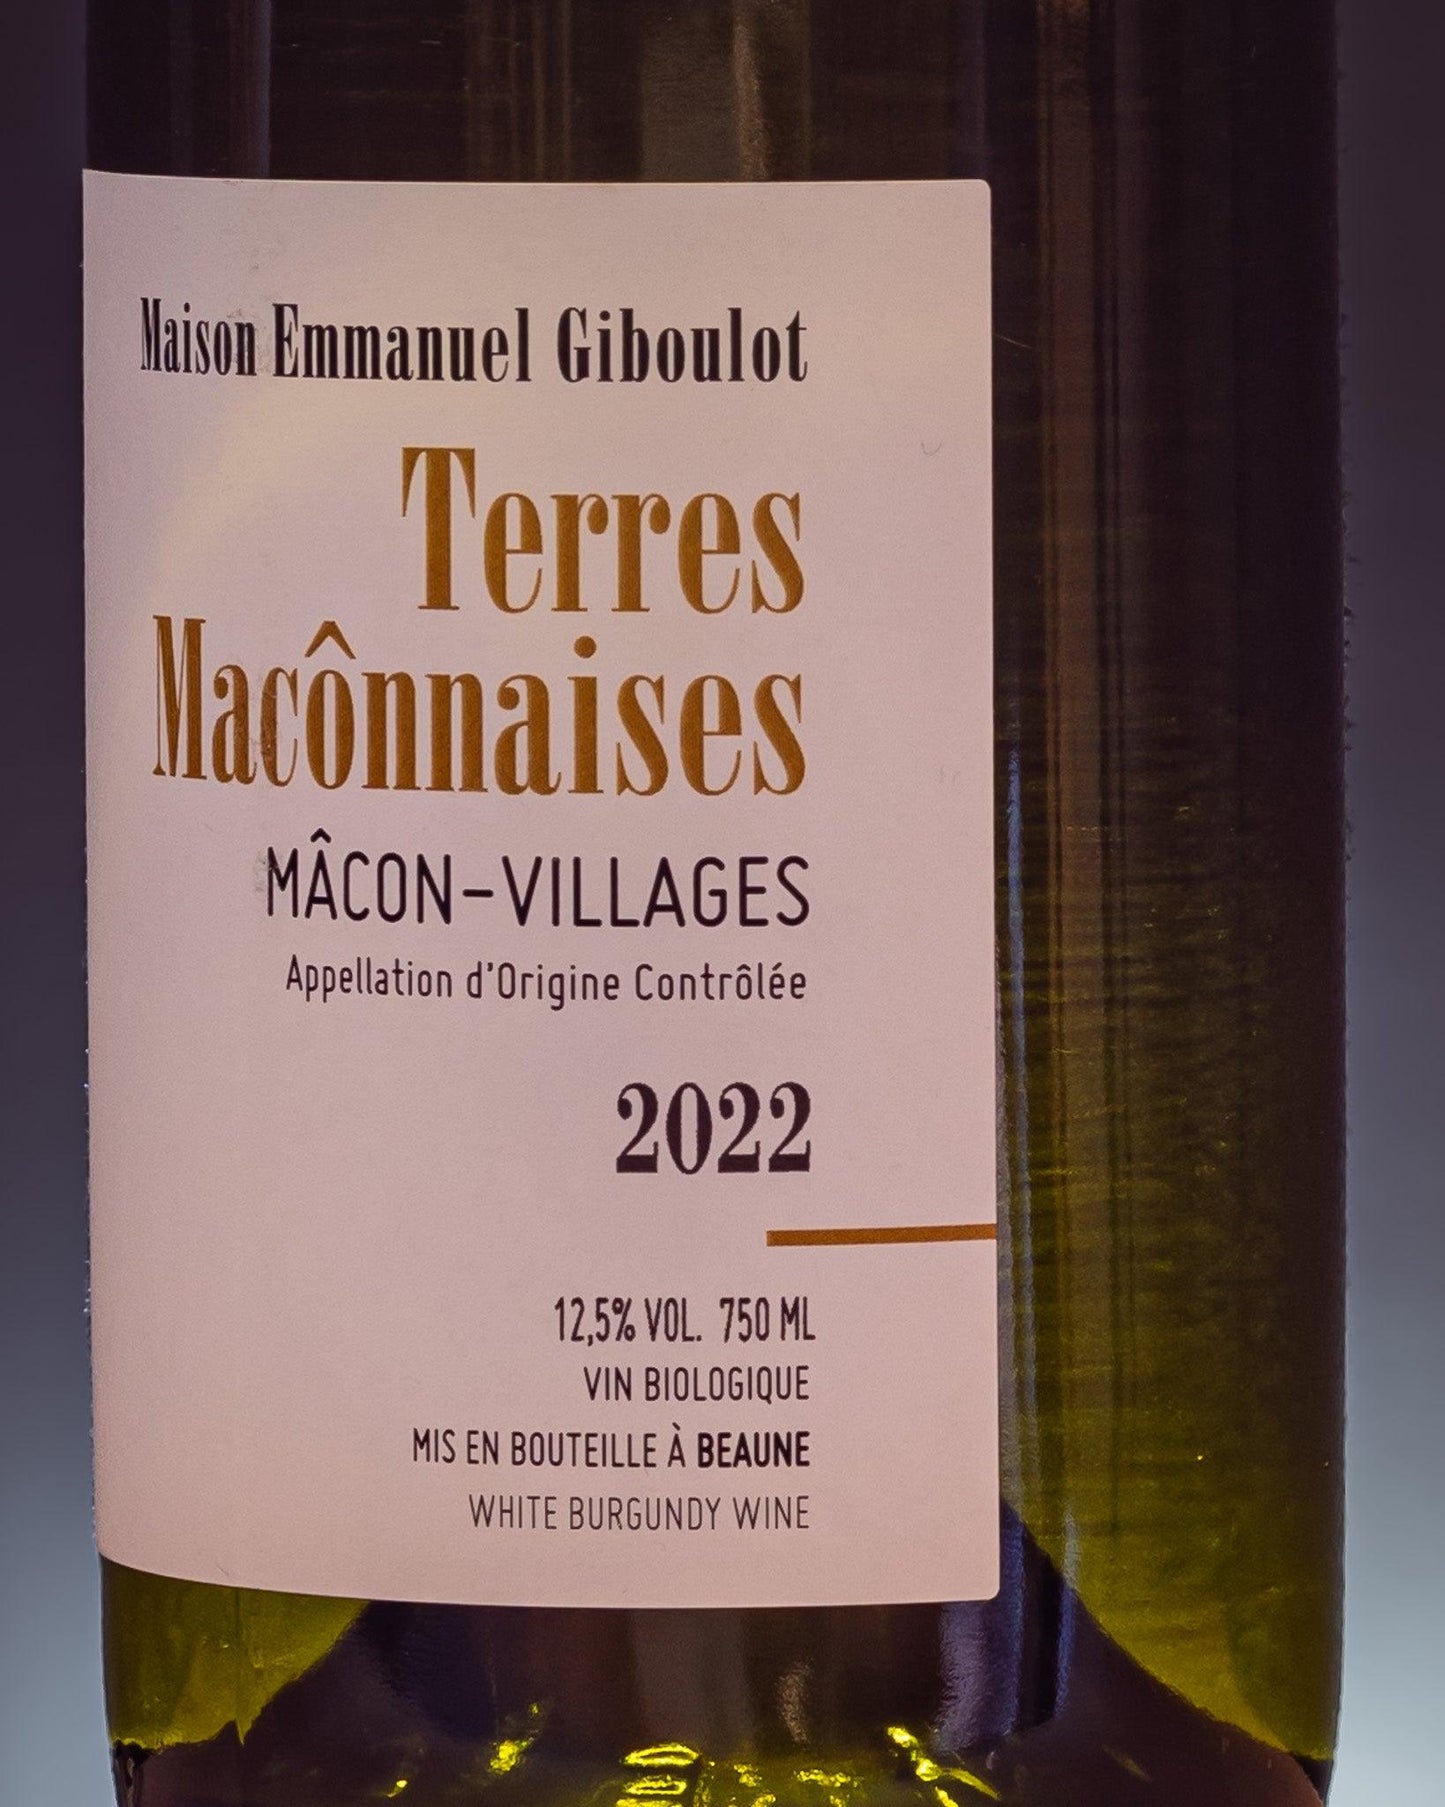 Maison Emmanuel Giboulot
Terres
Macônnaises
MÂCON-VILLAGES
Appellation d'Origine Contrôlée
2022
12,5% VOL. 750 ML
VIN BIOLOGIQUE
MIS EN BOUTEILLE À BEAUNE
WHITE BURGUNDY WINE